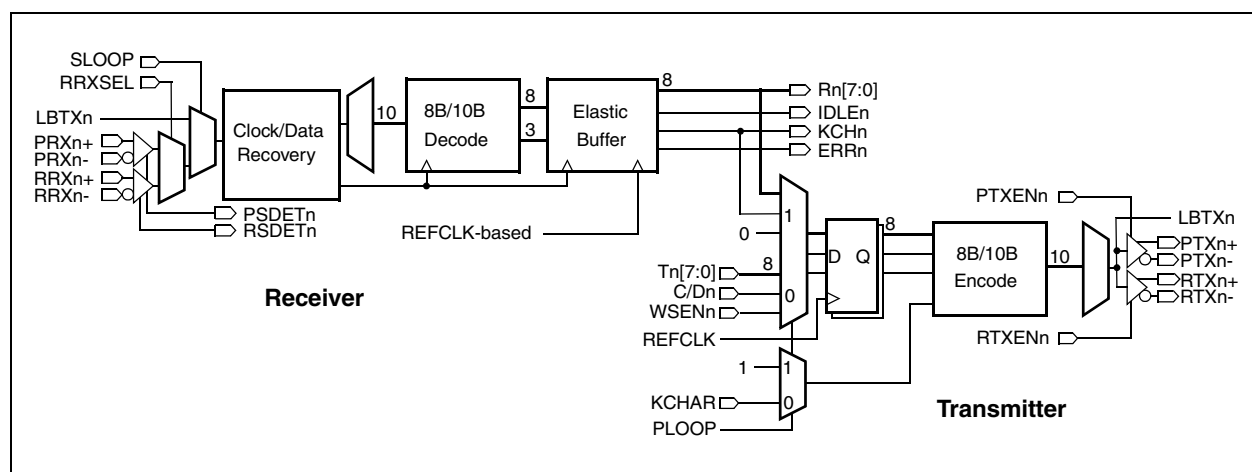 SLOOP
RRXSEL
LBTXn
PRXn+
PRXn-
RRXn+
RRXn-
PSDETn
RSDETn
Clock/Data
Recovery
10
8B/10B
Decode
8
3
Elastic
Buffer
8
Rn[7:0]
IDLEn
KCHn
ERRn
REFCLK-based
Receiver
1
0
Tn[7:0]
8
C/Dn
0
WSENn
REFCLK
D Q
8
8B/10B
Encode
10
PTXENn
LBTXn
PTXn+
PTXn-
RTXn+
RTXn-
RTXENn
1
1
KCHAR
0
PLOOP
Transmitter